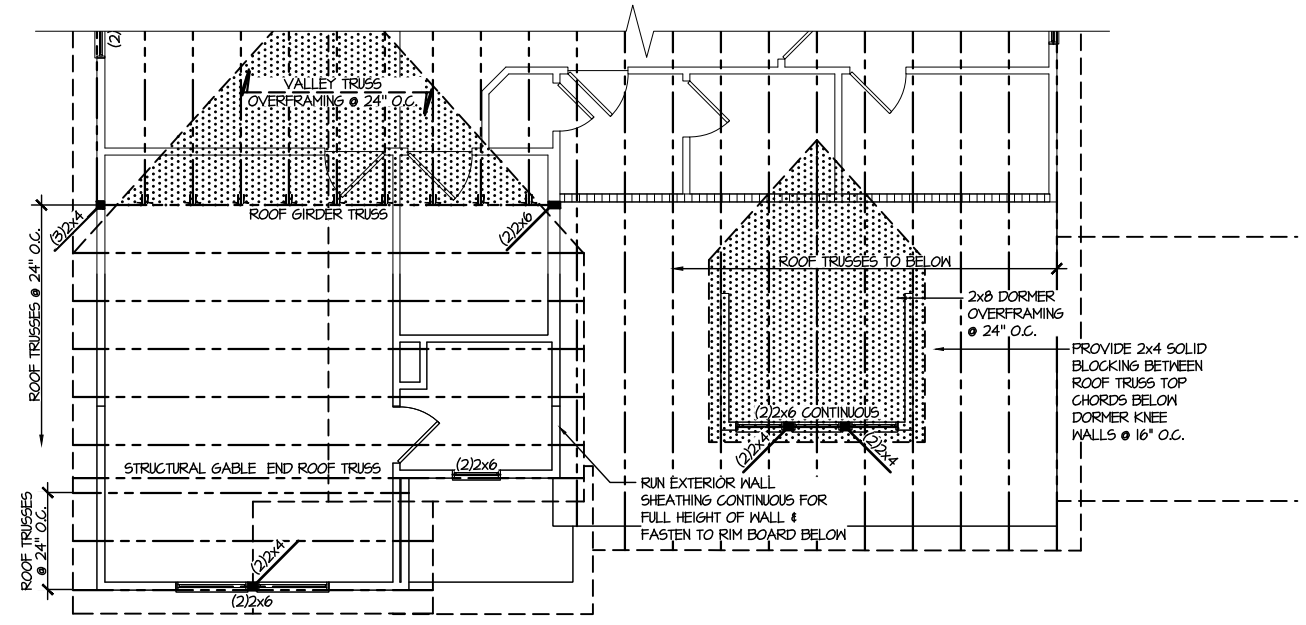 (2)
VALLEY TRUSS
OVERFRAMING @ 24" O.C.
ROOF GIRDER TRUSS
(3)2x4
(2)2x6
ROOF TRUSSES @ 24" O.C.
ROOF TRUSSES TO BELOW
2x8 DORMER
OVERFRAMING
@ 24" O.C.
PROVIDE 2x4 SOLID
BLOCKING BETWEEN
ROOF TRUSS TOP
CHORDS BELOW
DORMER KNEE
WALLS @ 16" O.C.
(2)2x6 CONTINUOUS
(2)2x4
(2)2x4
STRUCTURAL GABLE END ROOF TRUSS
(2)2x6
RUN EXTERIOR WALL
SHEATHING CONTINUOUS FOR
FULL HEIGHT OF WALL &
FASTEN TO RIM BOARD BELOW
ROOF TRUSSES
@ 24" O.C.
(2)2x4
(2)2x6